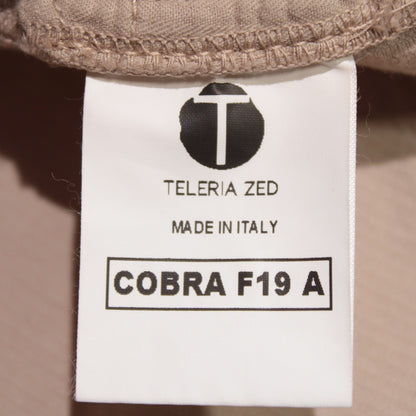 T
TELERIA ZED
MADE IN ITALY
COBRA F19 A